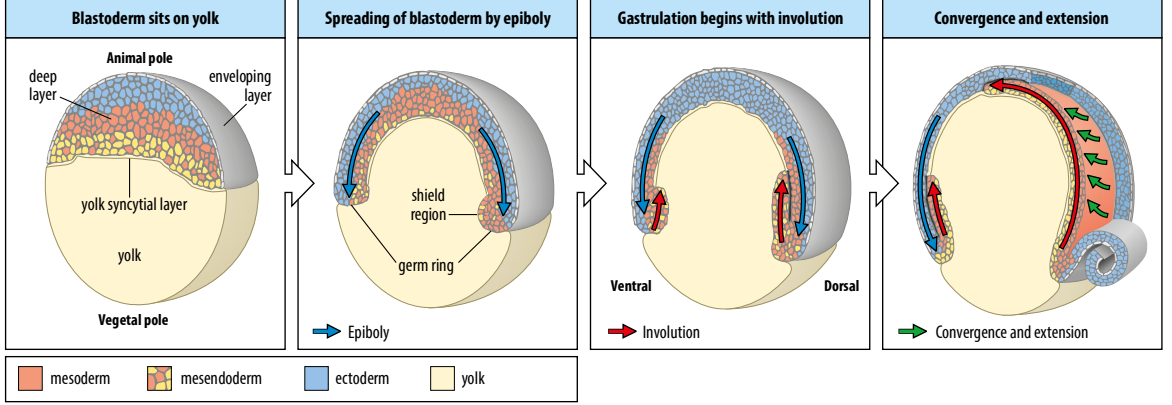 Blastoderm sits on yolk
Animal pole
deep
layer
enveloping
layer
yolk syncytial layer
yolk
Vegetal pole
Spreading of blastoderm by epiboly
shield
region
germ ring
Epiboly
Gastrulation begins with involution
Ventral
Dorsal
Involution
Convergence and extension
Convergence and extension
mesoderm
mesendoderm
ectoderm
yolk